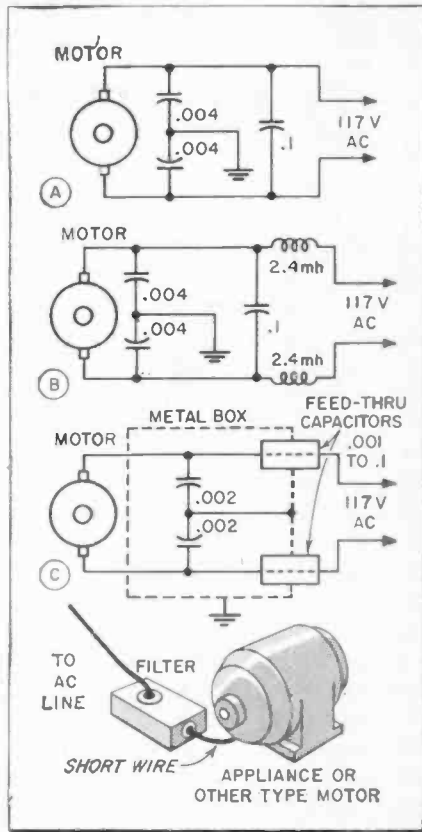 MOTOR
.004
.004
.1
117 V
AC
A
MOTOR
.004
.004
.1
2.4mh
2.4mh
117 V
AC
B
METAL BOX
FEED-THRU
CAPACITORS
.001
TO .1
MOTOR
.002
.002
117 V
AC
C
TO
AC
LINE
FILTER
SHORT WIRE
APPLIANCE OR
OTHER TYPE MOTOR